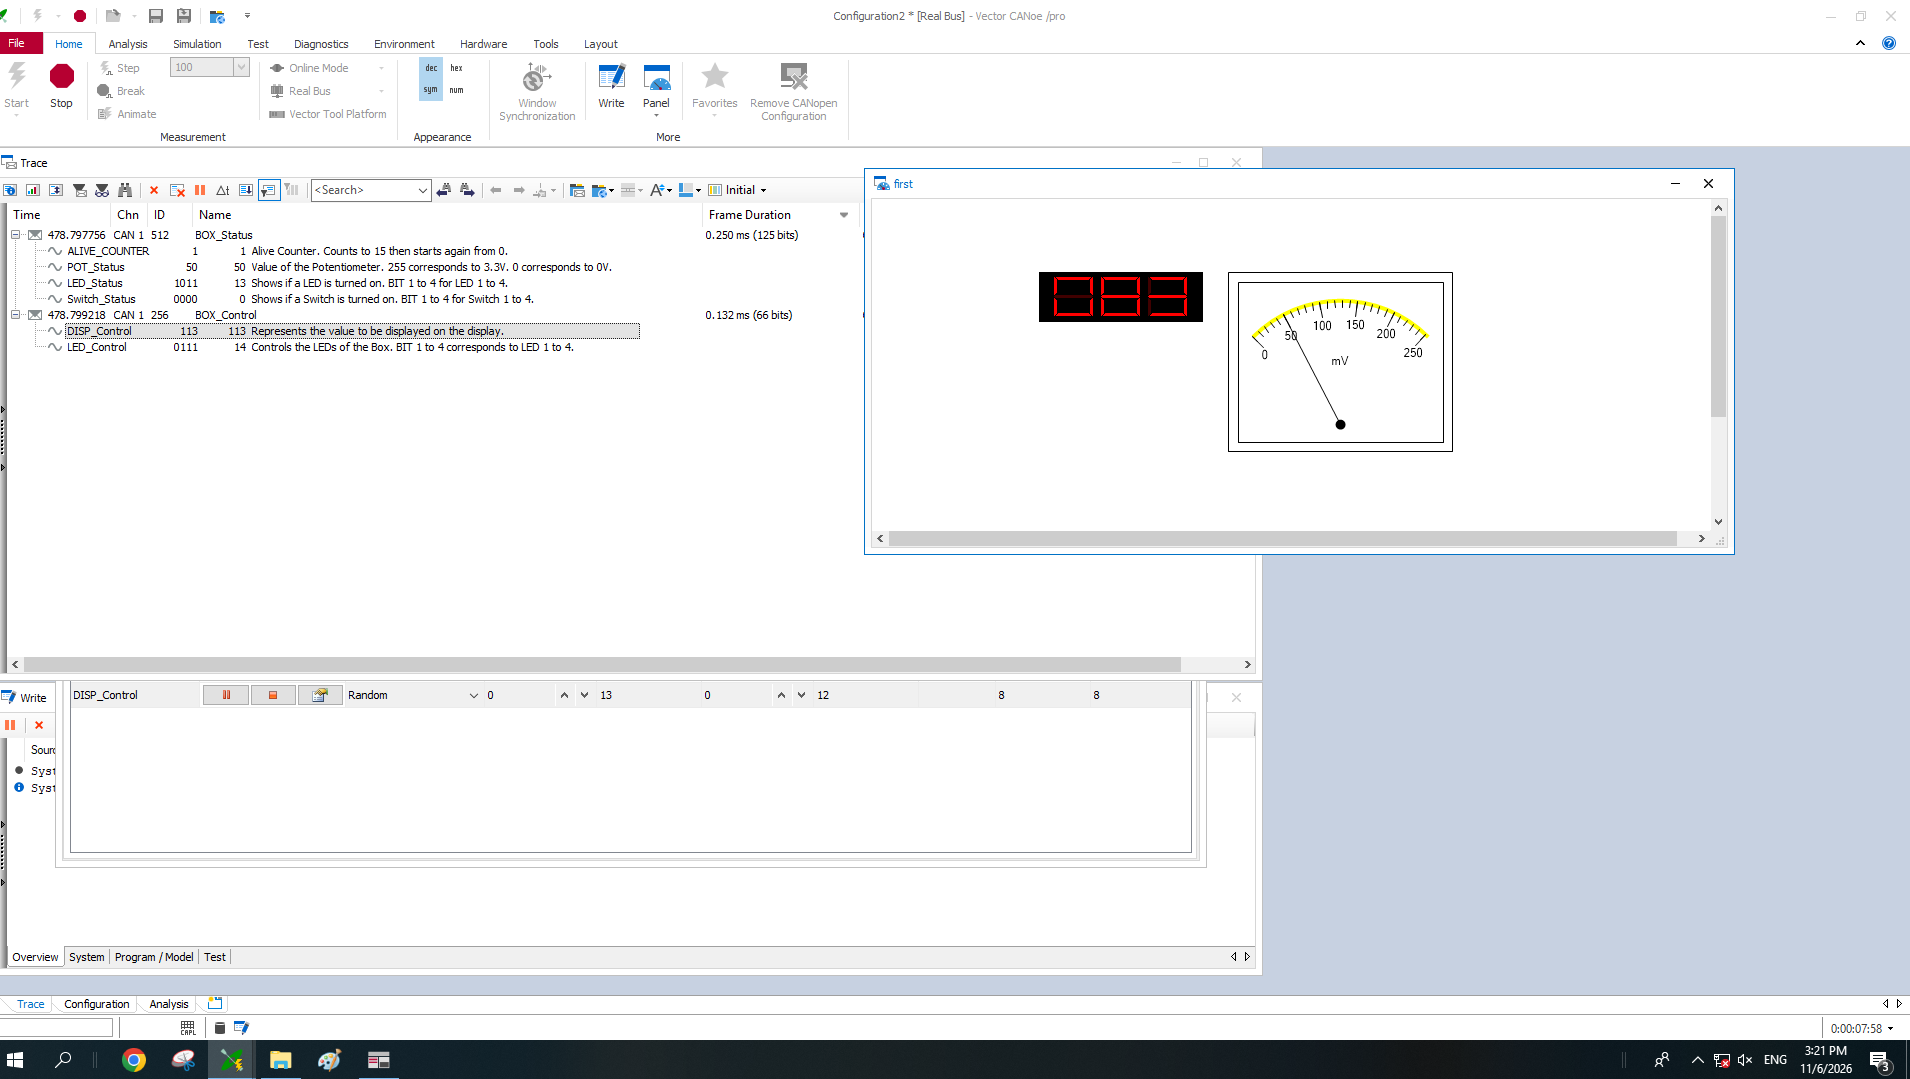 Configuration2 * [Real Bus] - Vector CANoe /pro
File Home Analysis Simulation Test Diagnostics Environment Hardware Tools Layout
Start
Stop
Step
Break
Animate
100
Online Mode
Real Bus
Vector Tool Platform
Measurement
dec hex
sym num
Appearance
Window Synchronization
Write
Panel
Favorites
Remove CANopen Configuration
More
Trace
<Search>
Δt
Initial
Time Chn ID Name Frame Duration
478.797756 CAN 1 512 BOX_Status 0.250 ms (125 bits)
ALIVE_COUNTER 1 1 Alive Counter. Counts to 15 then starts again from 0.
POT_Status 50 50 Value of the Potentiometer. 255 corresponds to 3.3V. 0 corresponds to 0V.
LED_Status 1011 13 Shows if a LED is turned on. BIT 1 to 4 for LED 1 to 4.
Switch_Status 0000 0 Shows if a Switch is turned on. BIT 1 to 4 for Switch 1 to 4.
478.799218 CAN 1 256 BOX_Control 0.132 ms (66 bits)
DISP_Control 113 113 Represents the value to be displayed on the display.
LED_Control 0111 14 Controls the LEDs of the Box. BIT 1 to 4 corresponds to LED 1 to 4.
first
0 50 100 150 200 250
mV
Write
DISP_Control Random 0 13 0 12 8 8
Syst
Syst
Overview System Program / Model Test
Trace Configuration Analysis
CAPL
0:00:07:58
ENG
3:21 PM
11/6/2026
3